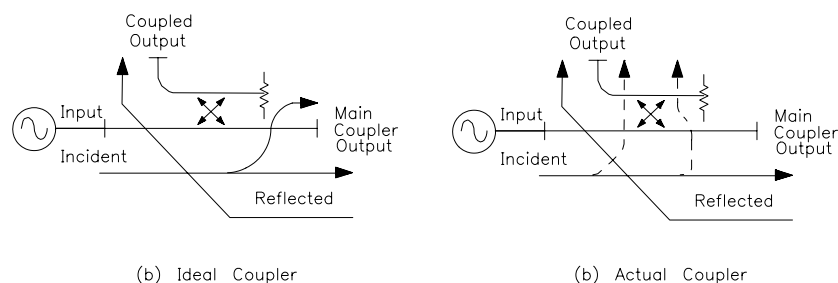 Coupled
Output
Input
Incident
Main
Coupler
Output
Reflected
(b) Ideal Coupler
Coupled
Output
Input
Incident
Main
Coupler
Output
Reflected
(b) Actual Coupler